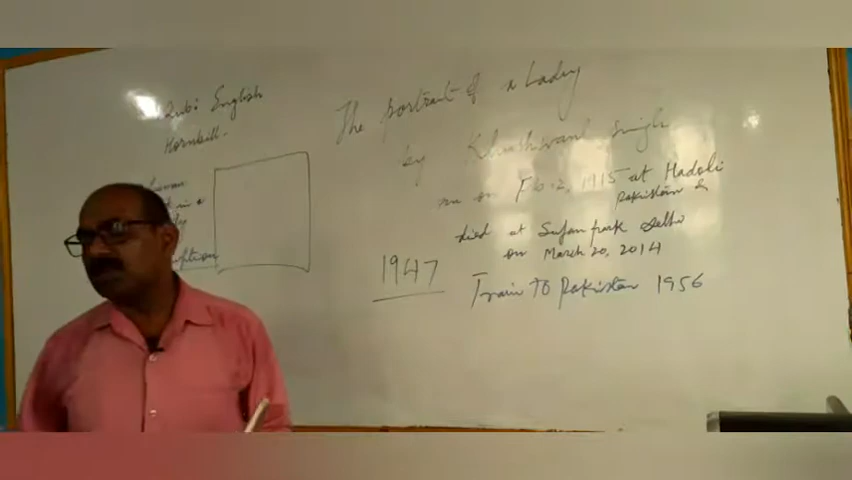 Sub: English
Hornbill.
The portrait of a Lady
by Khushwant Singh
on Feb 2, 1915 at Hadali
Pakistan &
died at Sujan park Delhi
on March 20, 2014
1947
Train To Pakistan 1956